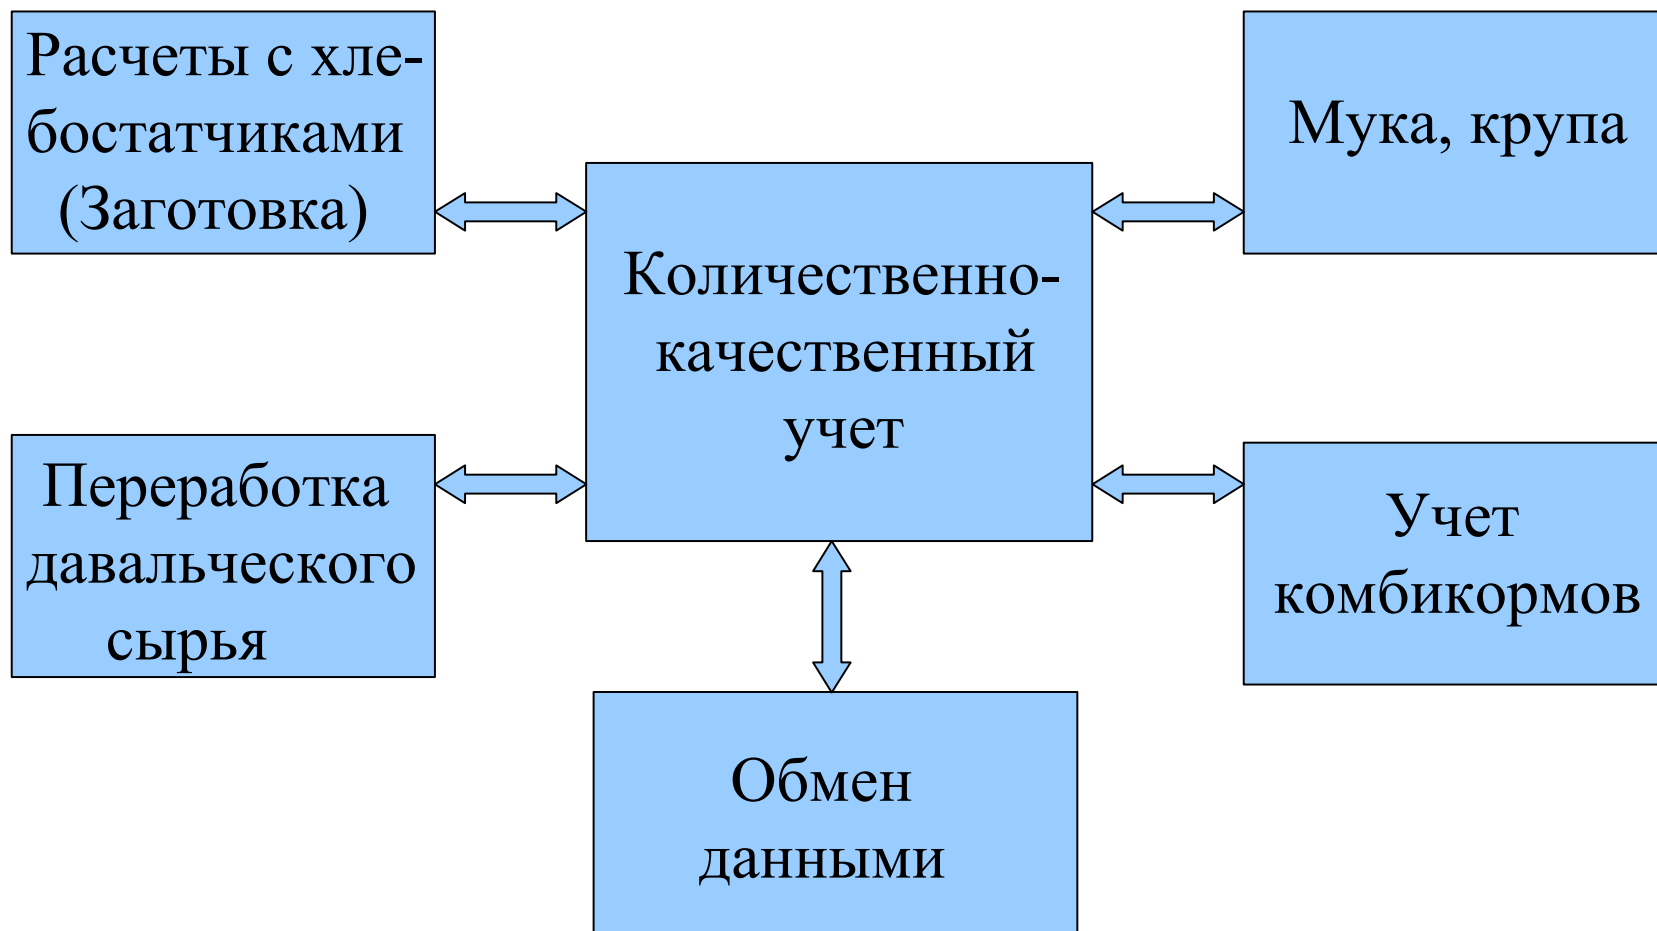 Расчеты с хле-
бостатчиками
(Заготовка)
Мука, крупа
Количественно-
качественный
учет
Переработка
давальческого
сырья
Учет
комбикормов
Обмен
данными